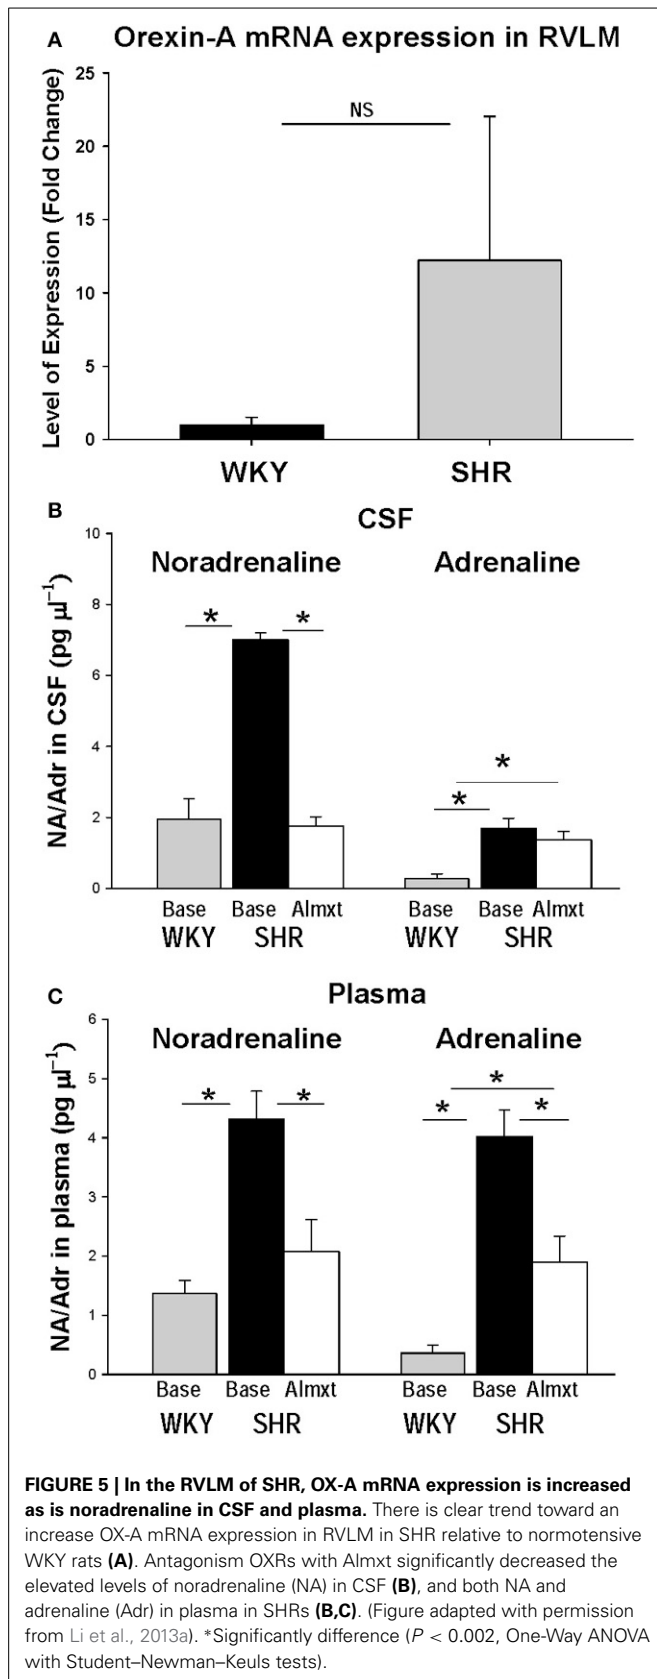 A Orexin-A mRNA expression in RVLM
Level of Expression (Fold Change)
25
20
15
10
5
0
NS
WKY SHR
B CSF
Noradrenaline Adrenaline
NA/Adr in CSF (pg µl⁻¹)
10
8
6
4
2
0
* *
*
*
Base Base Almxt Base Base Almxt
WKY SHR WKY SHR
C Plasma
Noradrenaline Adrenaline
NA/Adr in plasma (pg µl⁻¹)
6
5
4
3
2
1
0
* *
*
* *
Base Base Almxt Base Base Almxt
WKY SHR WKY SHR
FIGURE 5 | In the RVLM of SHR, OX-A mRNA expression is increased
as is noradrenaline in CSF and plasma. There is clear trend toward an
increase OX-A mRNA expression in RVLM in SHR relative to normotensive
WKY rats (A). Antagonism OXRs with Almxt significantly decreased the
elevated levels of noradrenaline (NA) in CSF (B), and both NA and
adrenaline (Adr) in plasma in SHRs (B,C). (Figure adapted with permission
from Li et al., 2013a). *Significantly difference (P < 0.002, One-Way ANOVA
with Student–Newman–Keuls tests).